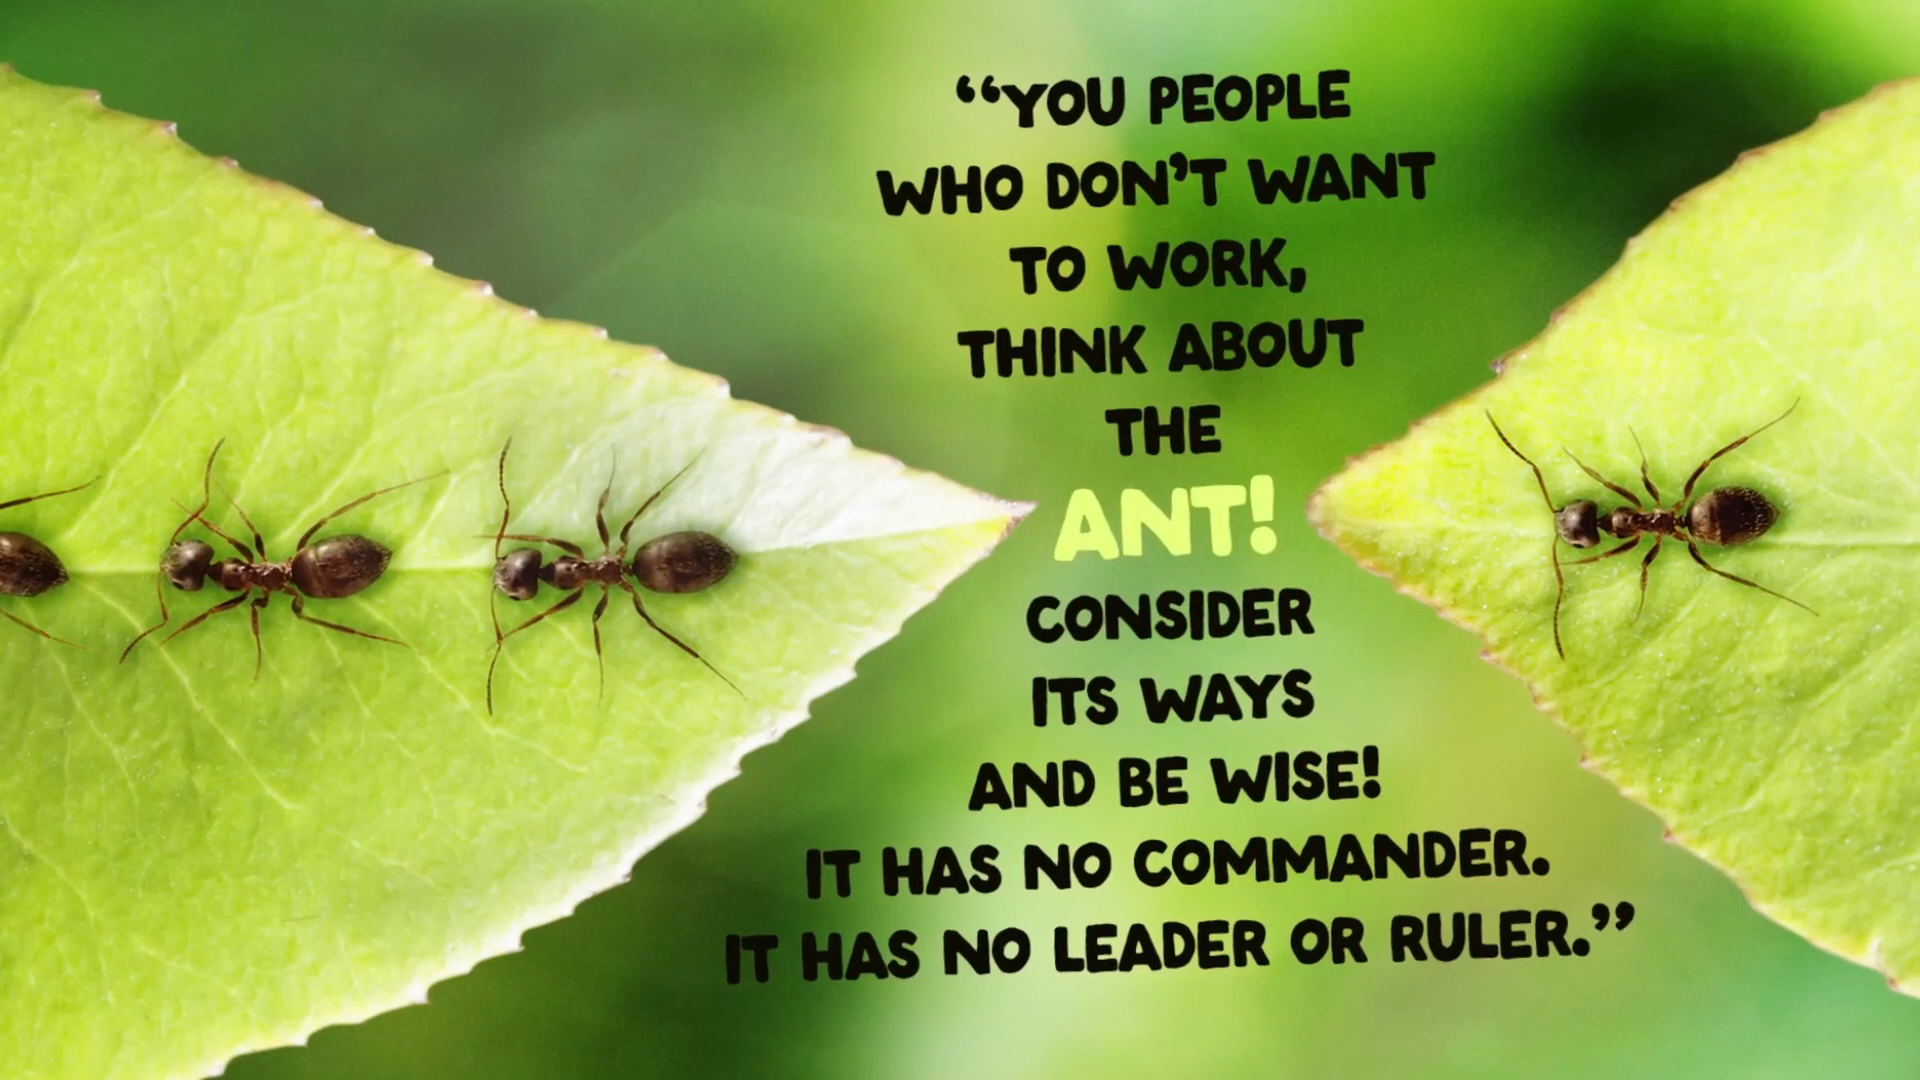 “YOU PEOPLE
WHO DON’T WANT
TO WORK,
THINK ABOUT
THE
ANT!
CONSIDER
ITS WAYS
AND BE WISE!
IT HAS NO COMMANDER.
IT HAS NO LEADER OR RULER.”